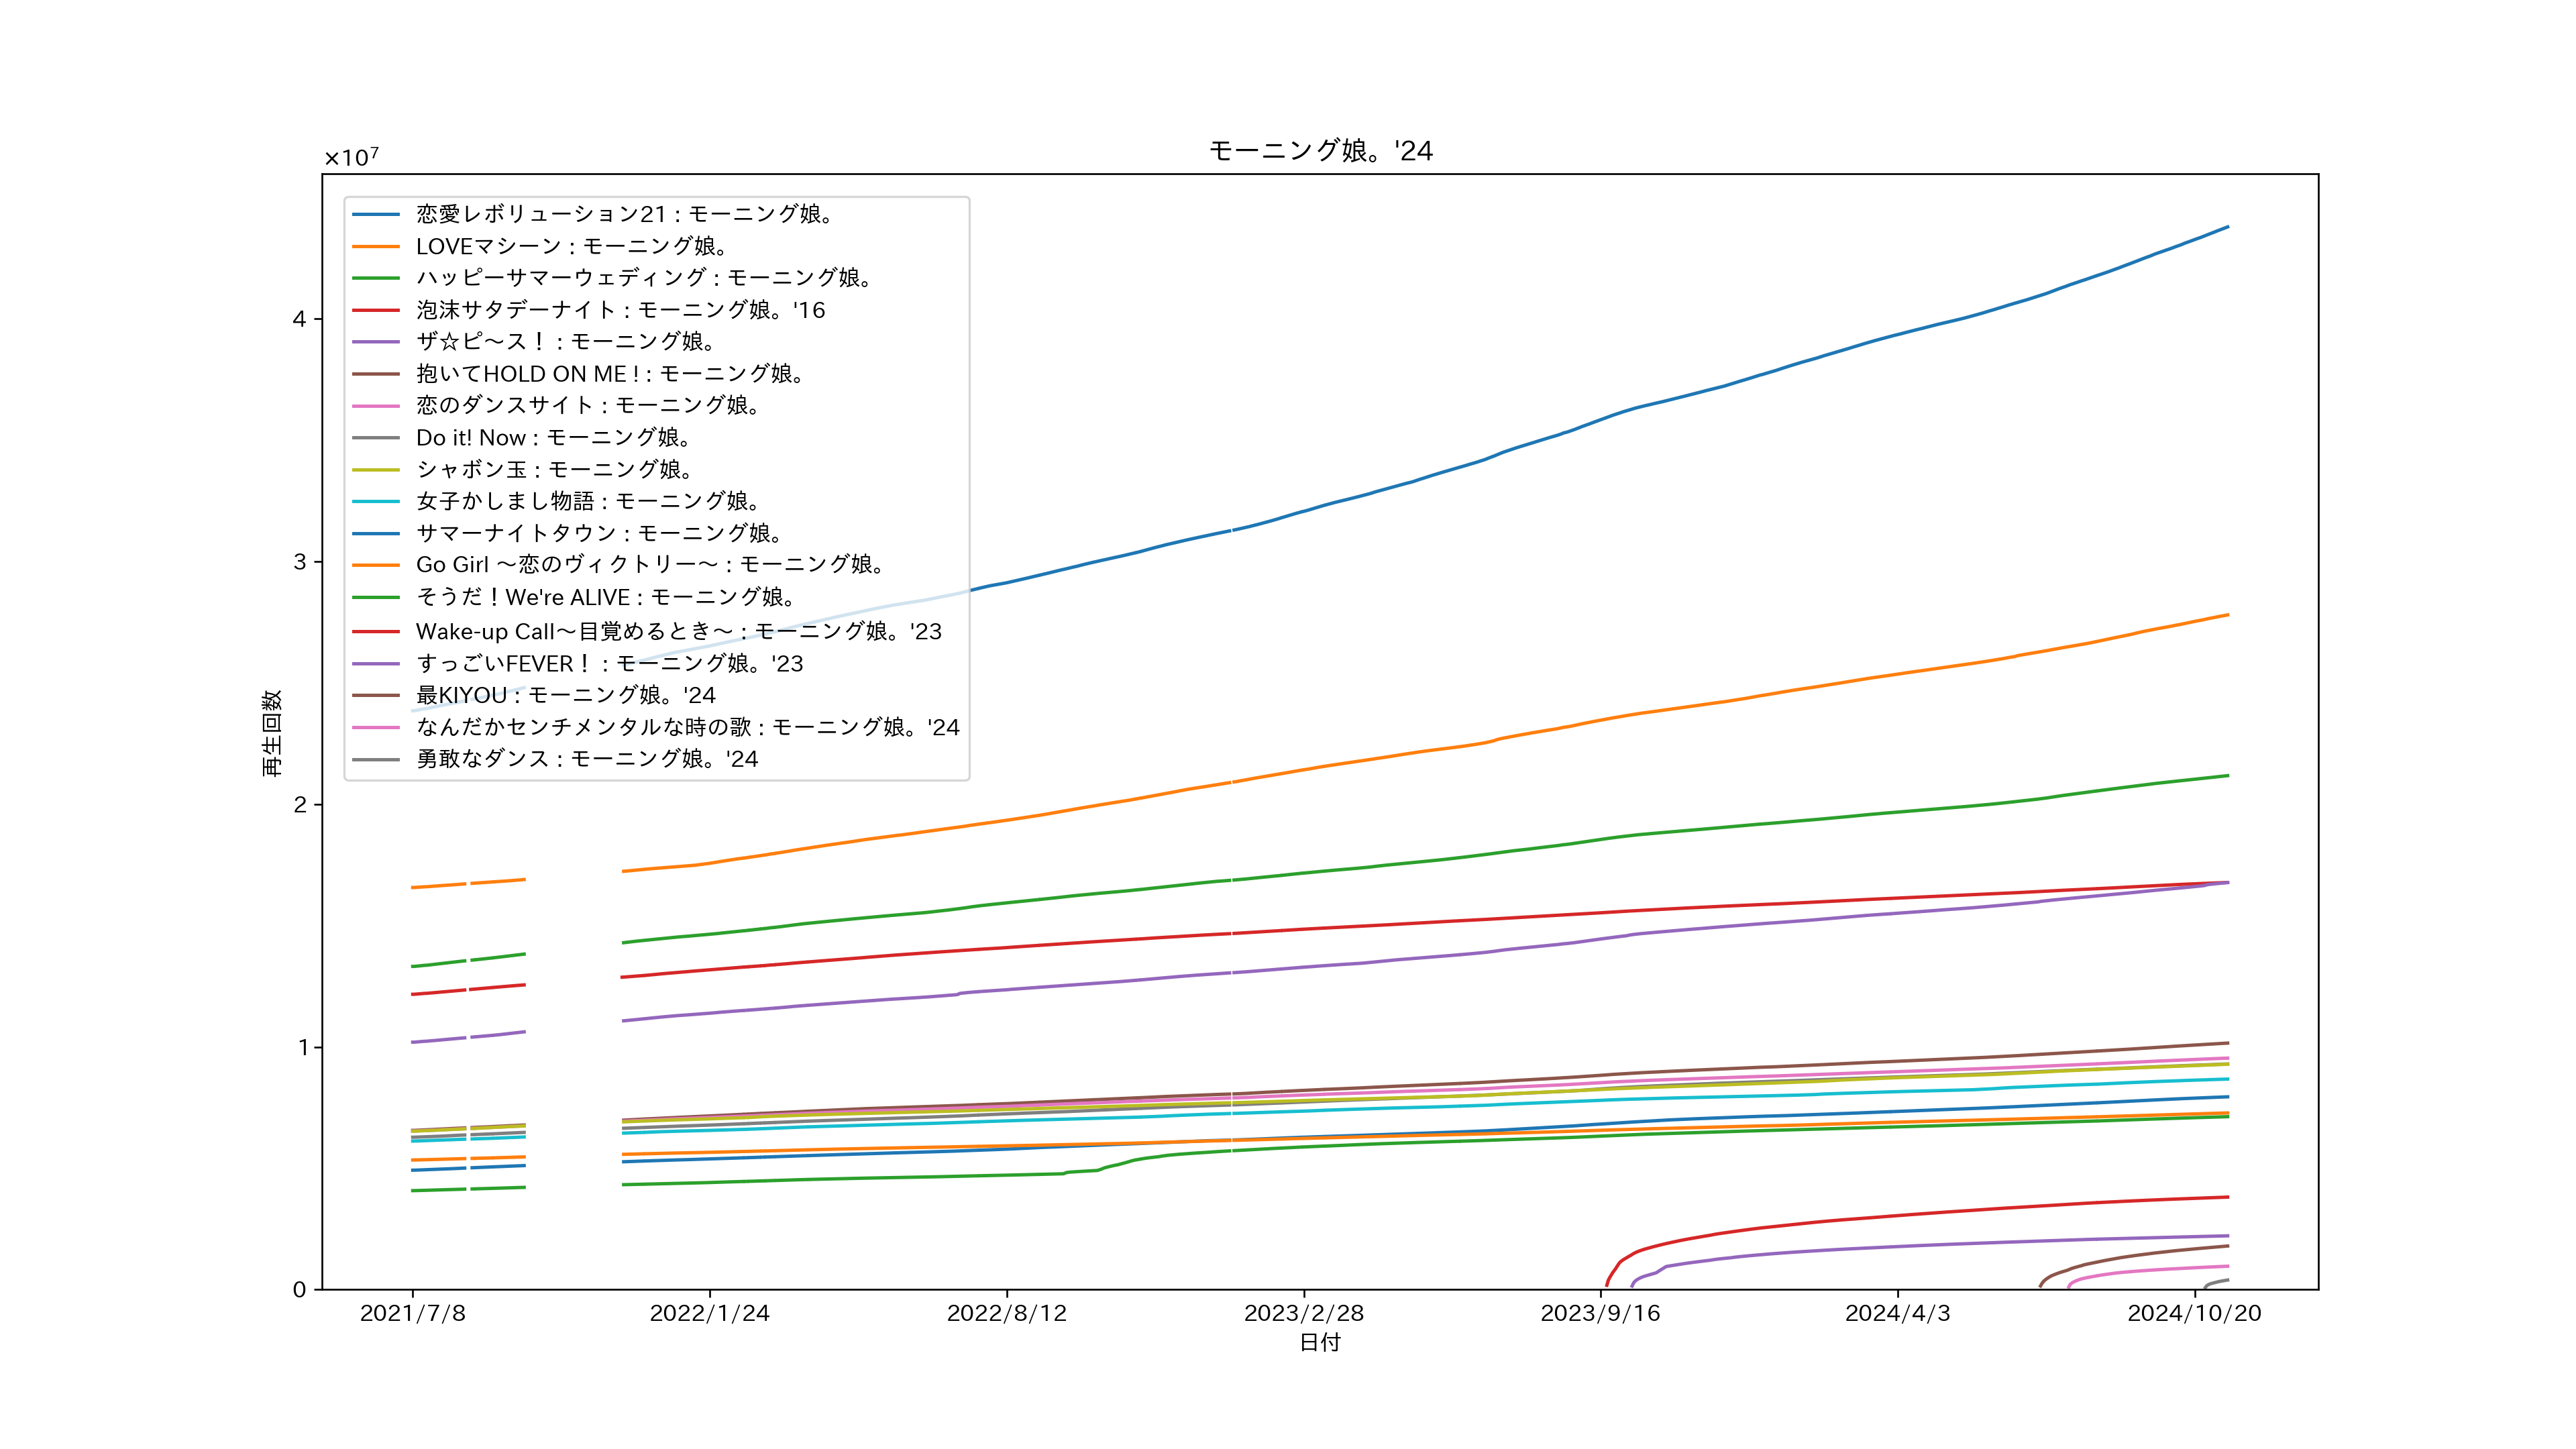 モーニング娘。'24
×10⁷
恋愛レボリューション21 : モーニング娘。
LOVEマシーン : モーニング娘。
ハッピーサマーウェディング : モーニング娘。
泡沫サタデーナイト : モーニング娘。'16
ザ☆ピ〜ス！ : モーニング娘。
抱いてHOLD ON ME ! : モーニング娘。
恋のダンスサイト : モーニング娘。
Do it! Now : モーニング娘。
シャボン玉 : モーニング娘。
女子かしまし物語 : モーニング娘。
サマーナイトタウン : モーニング娘。
Go Girl 〜恋のヴィクトリー〜 : モーニング娘。
そうだ！We're ALIVE : モーニング娘。
Wake-up Call〜目覚めるとき〜 : モーニング娘。'23
すっごいFEVER！ : モーニング娘。'23
最KIYOU : モーニング娘。'24
なんだかセンチメンタルな時の歌 : モーニング娘。'24
勇敢なダンス : モーニング娘。'24
4
3
2
1
0
再生回数
2021/7/8
2022/1/24
2022/8/12
2023/2/28
2023/9/16
2024/4/3
2024/10/20
日付